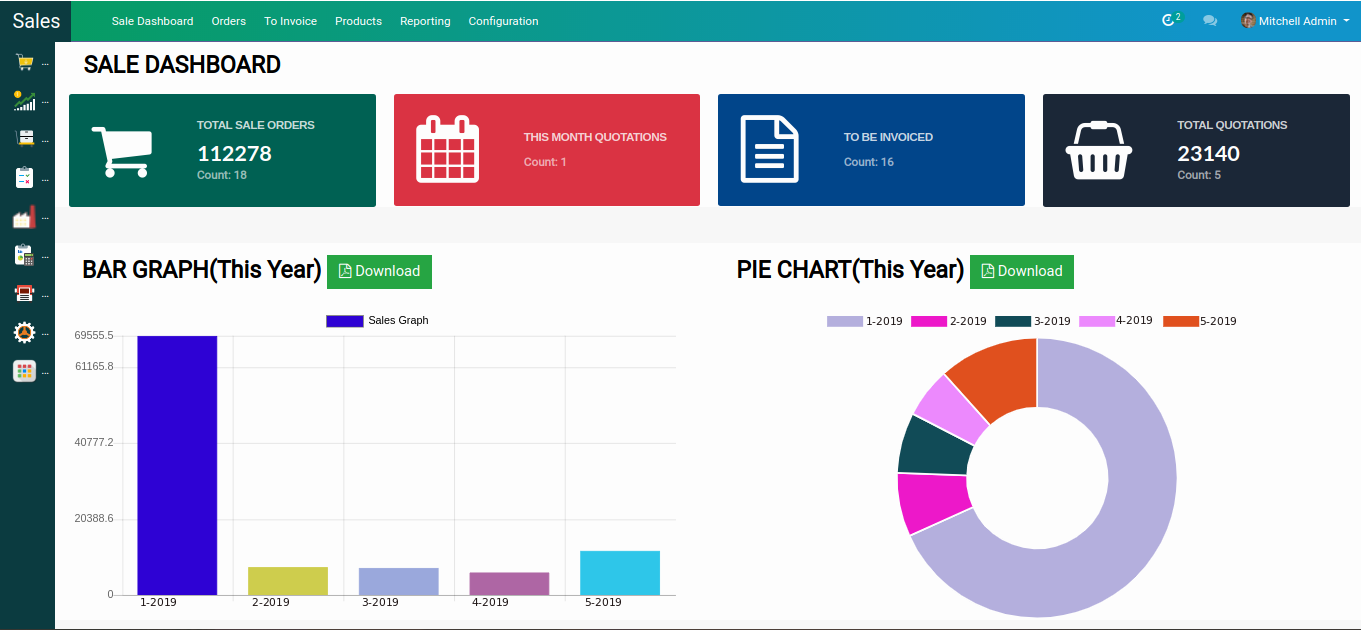 Sales Sale Dashboard Orders To Invoice Products Reporting Configuration 2 Mitchell Admin
SALE DASHBOARD
TOTAL SALE ORDERS
112278
Count: 18
THIS MONTH QUOTATIONS
Count: 1
TO BE INVOICED
Count: 16
TOTAL QUOTATIONS
23140
Count: 5
...
...
...
...
...
...
...
...
...
BAR GRAPH(This Year) Download
Sales Graph
69555.5
61165.8
40777.2
20388.6
0
1-2019 2-2019 3-2019 4-2019 5-2019
PIE CHART(This Year) Download
1-2019 2-2019 3-2019 4-2019 5-2019